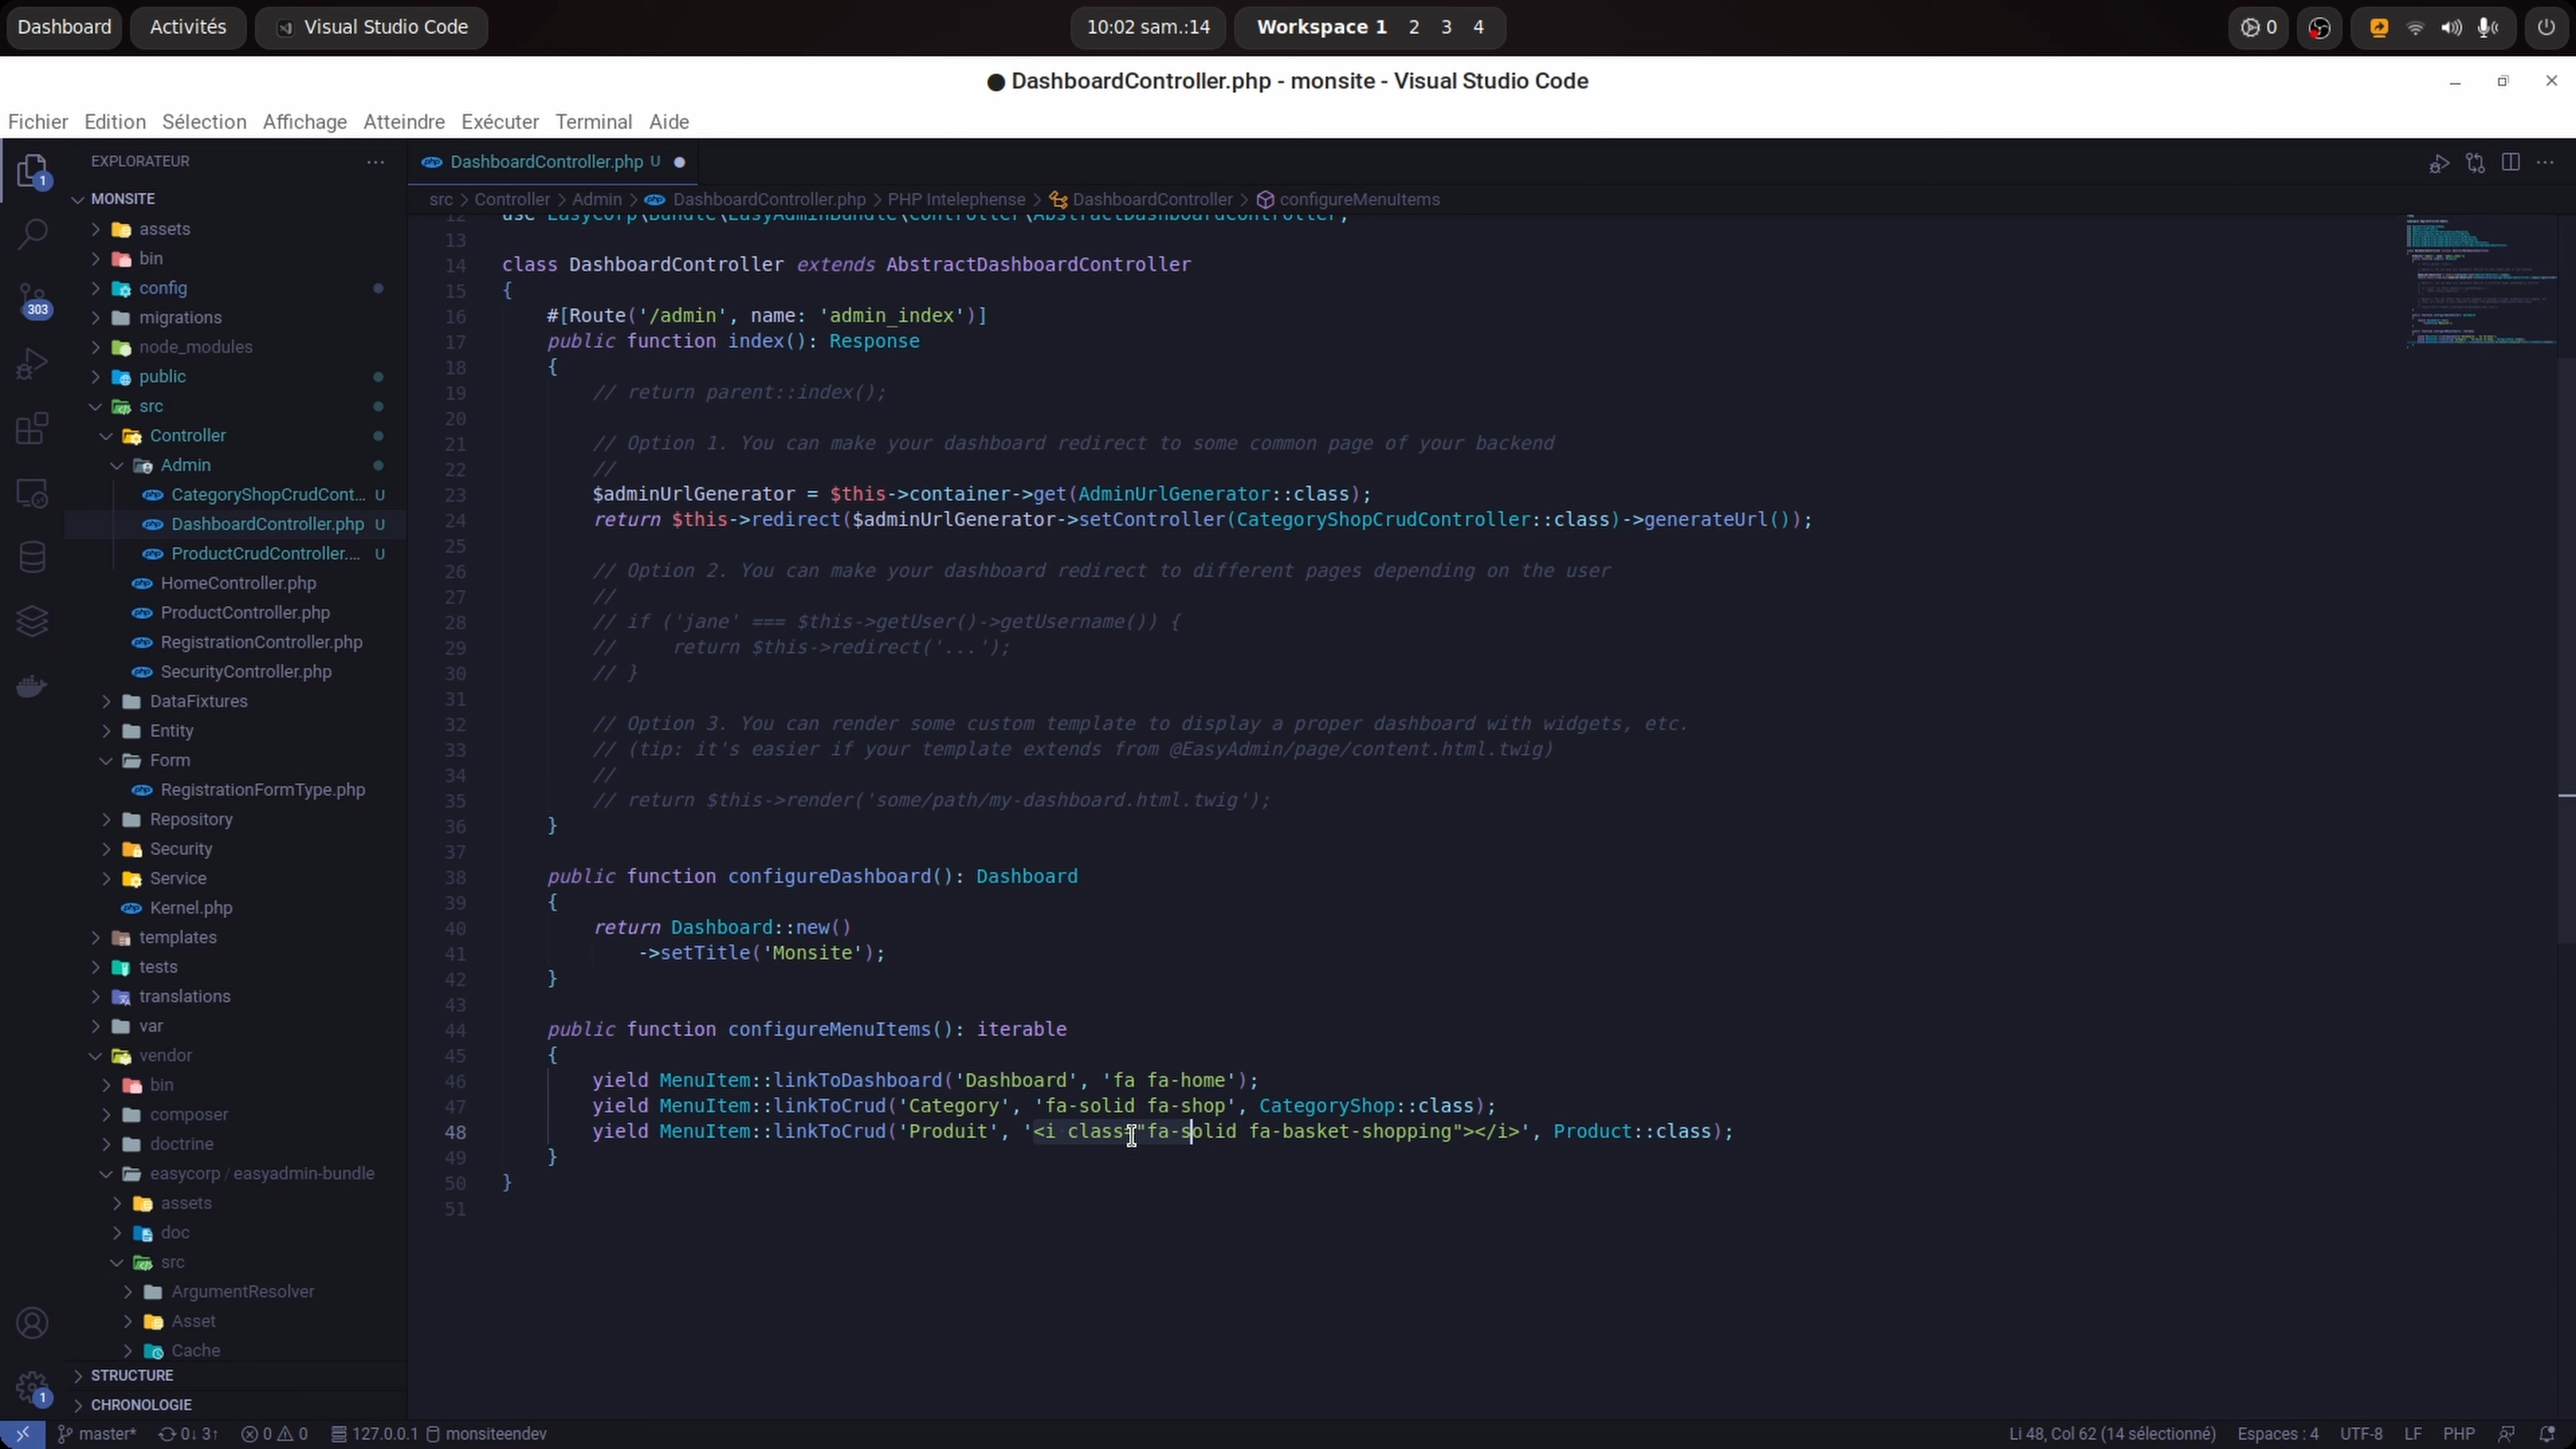 Dashboard Activités Visual Studio Code 10:02 sam.:14 Workspace 1 2 3 4 0
● DashboardController.php - monsite - Visual Studio Code
Fichier Edition Sélection Affichage Atteindre Exécuter Terminal Aide
EXPLORATEUR
MONSITE
assets
bin
config
migrations
node_modules
public
src
Controller
Admin
CategoryShopCrudCont... U
DashboardController.php U
ProductCrudController.... U
HomeController.php
ProductController.php
RegistrationController.php
SecurityController.php
DataFixtures
Entity
Form
RegistrationFormType.php
Repository
Security
Service
Kernel.php
templates
tests
translations
var
vendor
bin
composer
doctrine
easycorp / easyadmin-bundle
assets
doc
src
ArgumentResolver
Asset
Cache
STRUCTURE
CHRONOLOGIE
1
303
1
DashboardController.php U
src > Controller > Admin > DashboardController.php > PHP Intelephense > DashboardController > configureMenuItems
12 use EasyCorp\Bundle\EasyAdminBundle\Controller\AbstractDashboardController;
13
14 class DashboardController extends AbstractDashboardController
15 {
16 #[Route('/admin', name: 'admin_index')]
17 public function index(): Response
18 {
19 // return parent::index();
20
21 // Option 1. You can make your dashboard redirect to some common page of your backend
22 //
23 $adminUrlGenerator = $this->container->get(AdminUrlGenerator::class);
24 return $this->redirect($adminUrlGenerator->setController(CategoryShopCrudController::class)->generateUrl());
25
26 // Option 2. You can make your dashboard redirect to different pages depending on the user
27 //
28 // if ('jane' === $this->getUser()->getUsername()) {
29 // return $this->redirect('...');
30 // }
31
32 // Option 3. You can render some custom template to display a proper dashboard with widgets, etc.
33 // (tip: it's easier if your template extends from @EasyAdmin/page/content.html.twig)
34 //
35 // return $this->render('some/path/my-dashboard.html.twig');
36 }
37
38 public function configureDashboard(): Dashboard
39 {
40 return Dashboard::new()
41 ->setTitle('Monsite');
42 }
43
44 public function configureMenuItems(): iterable
45 {
46 yield MenuItem::linkToDashboard('Dashboard', 'fa fa-home');
47 yield MenuItem::linkToCrud('Category', 'fa-solid fa-shop', CategoryShop::class);
48 yield MenuItem::linkToCrud('Produit', '<i class="fa-solid fa-basket-shopping"></i>', Product::class);
49 }
50 }
51
master* 0↓ 3↑ 0 0 127.0.0.1 monsiteendev Li 48, Col 62 (14 sélectionné) Espaces : 4 UTF-8 LF PHP